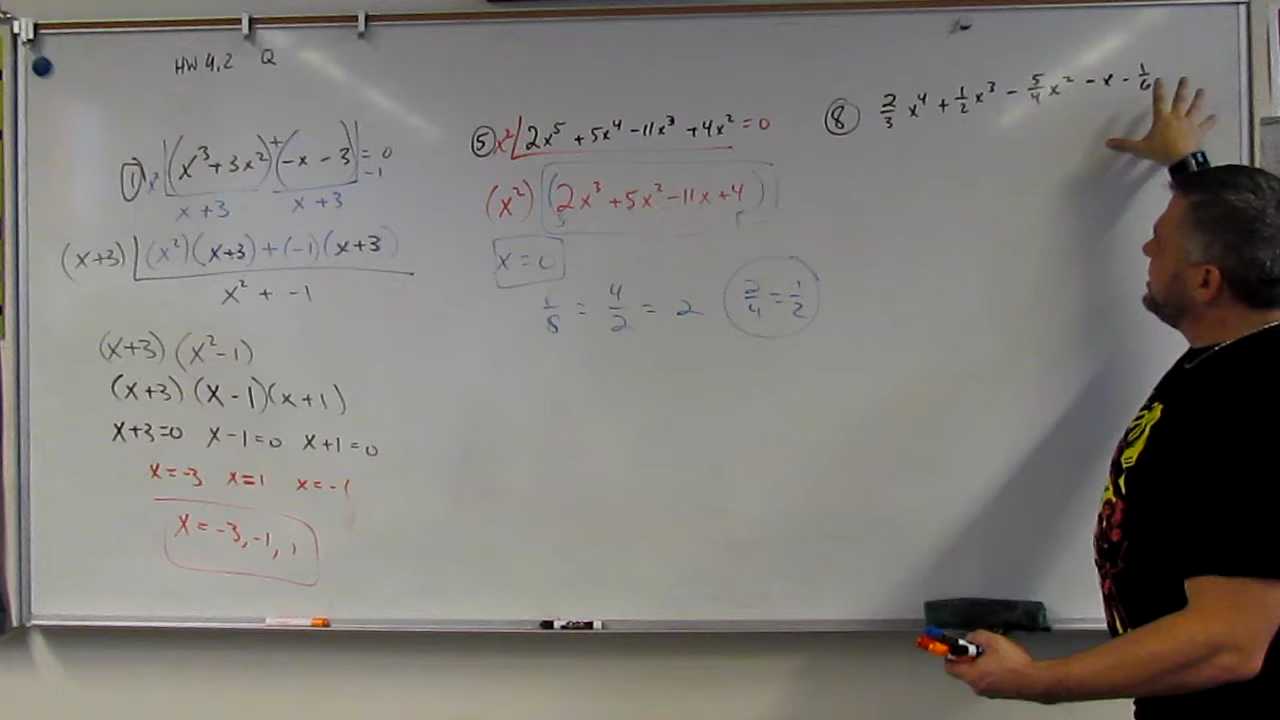 HW 4.2 Q
① x²|(x³+3x²)+(-x-3)|=0
-1
x+3 x+3
(x+3)|(x²)(x+3)+(-1)(x+3)
x² + -1
(x+3)(x²-1)
(x+3)(x-1)(x+1)
x+3=0 x-1=0 x+1=0
x=-3 x=1 x=-1
x = -3, -1, 1
⑤ x²|2x⁵ +5x⁴ -11x³ +4x² = 0
(x²)(2x³ +5x² -11x +4)
x = 0
4/2 = 2 2/4 = 1/2
⑧ 2/3 x⁴ + 1/2 x³ - 5/4 x² - x - 1/6